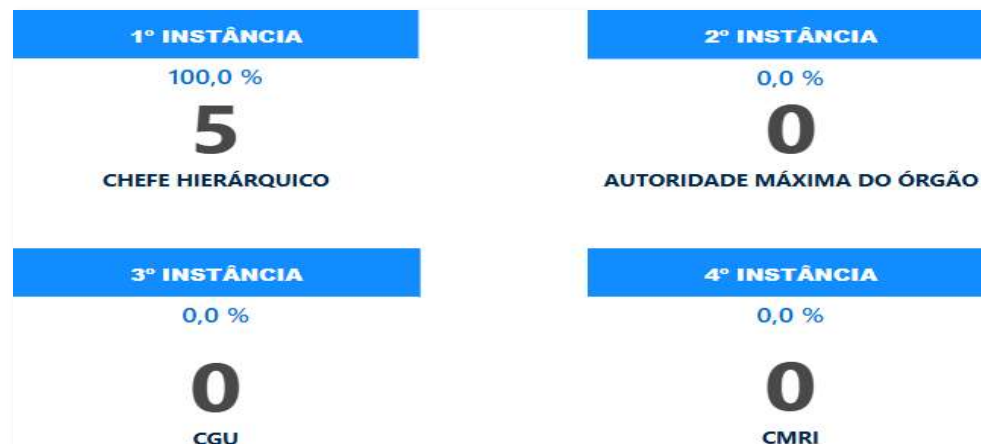 1º INSTÂNCIA
100,0 %
5
CHEFE HIERÁRQUICO
2º INSTÂNCIA
0,0 %
0
AUTORIDADE MÁXIMA DO ÓRGÃO
3º INSTÂNCIA
0,0 %
0
CGU
4º INSTÂNCIA
0,0 %
0
CMRI